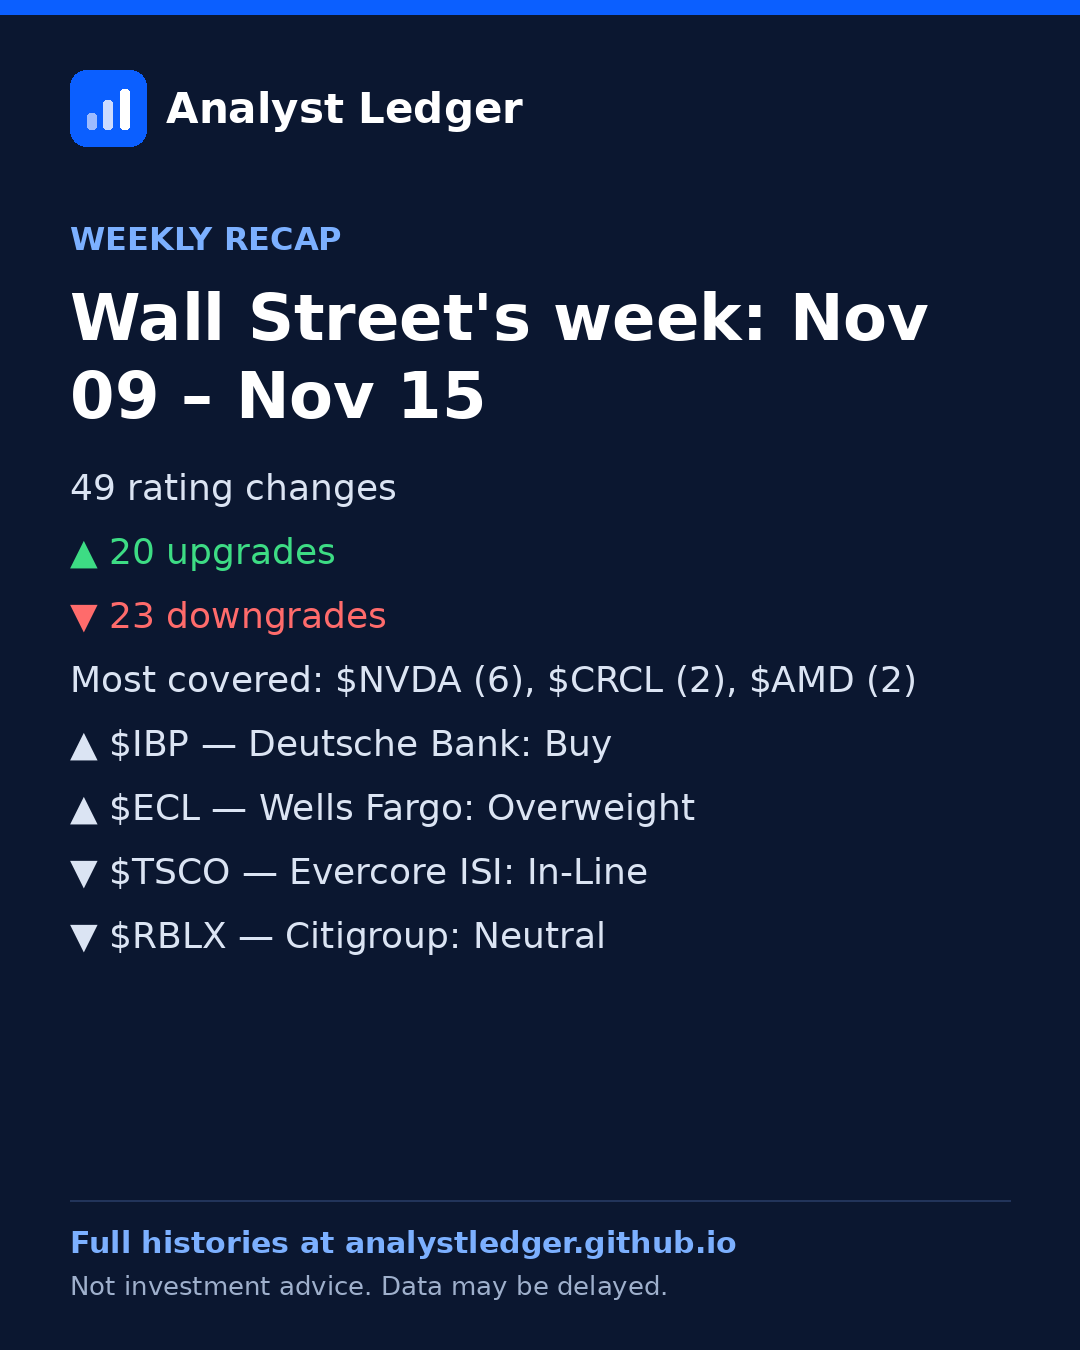 Analyst Ledger
WEEKLY RECAP
Wall Street's week: Nov
09 – Nov 15
49 rating changes
▲ 20 upgrades
▼ 23 downgrades
Most covered: $NVDA (6), $CRCL (2), $AMD (2)
▲ $IBP — Deutsche Bank: Buy
▲ $ECL — Wells Fargo: Overweight
▼ $TSCO — Evercore ISI: In-Line
▼ $RBLX — Citigroup: Neutral
Full histories at analystledger.github.io
Not investment advice. Data may be delayed.